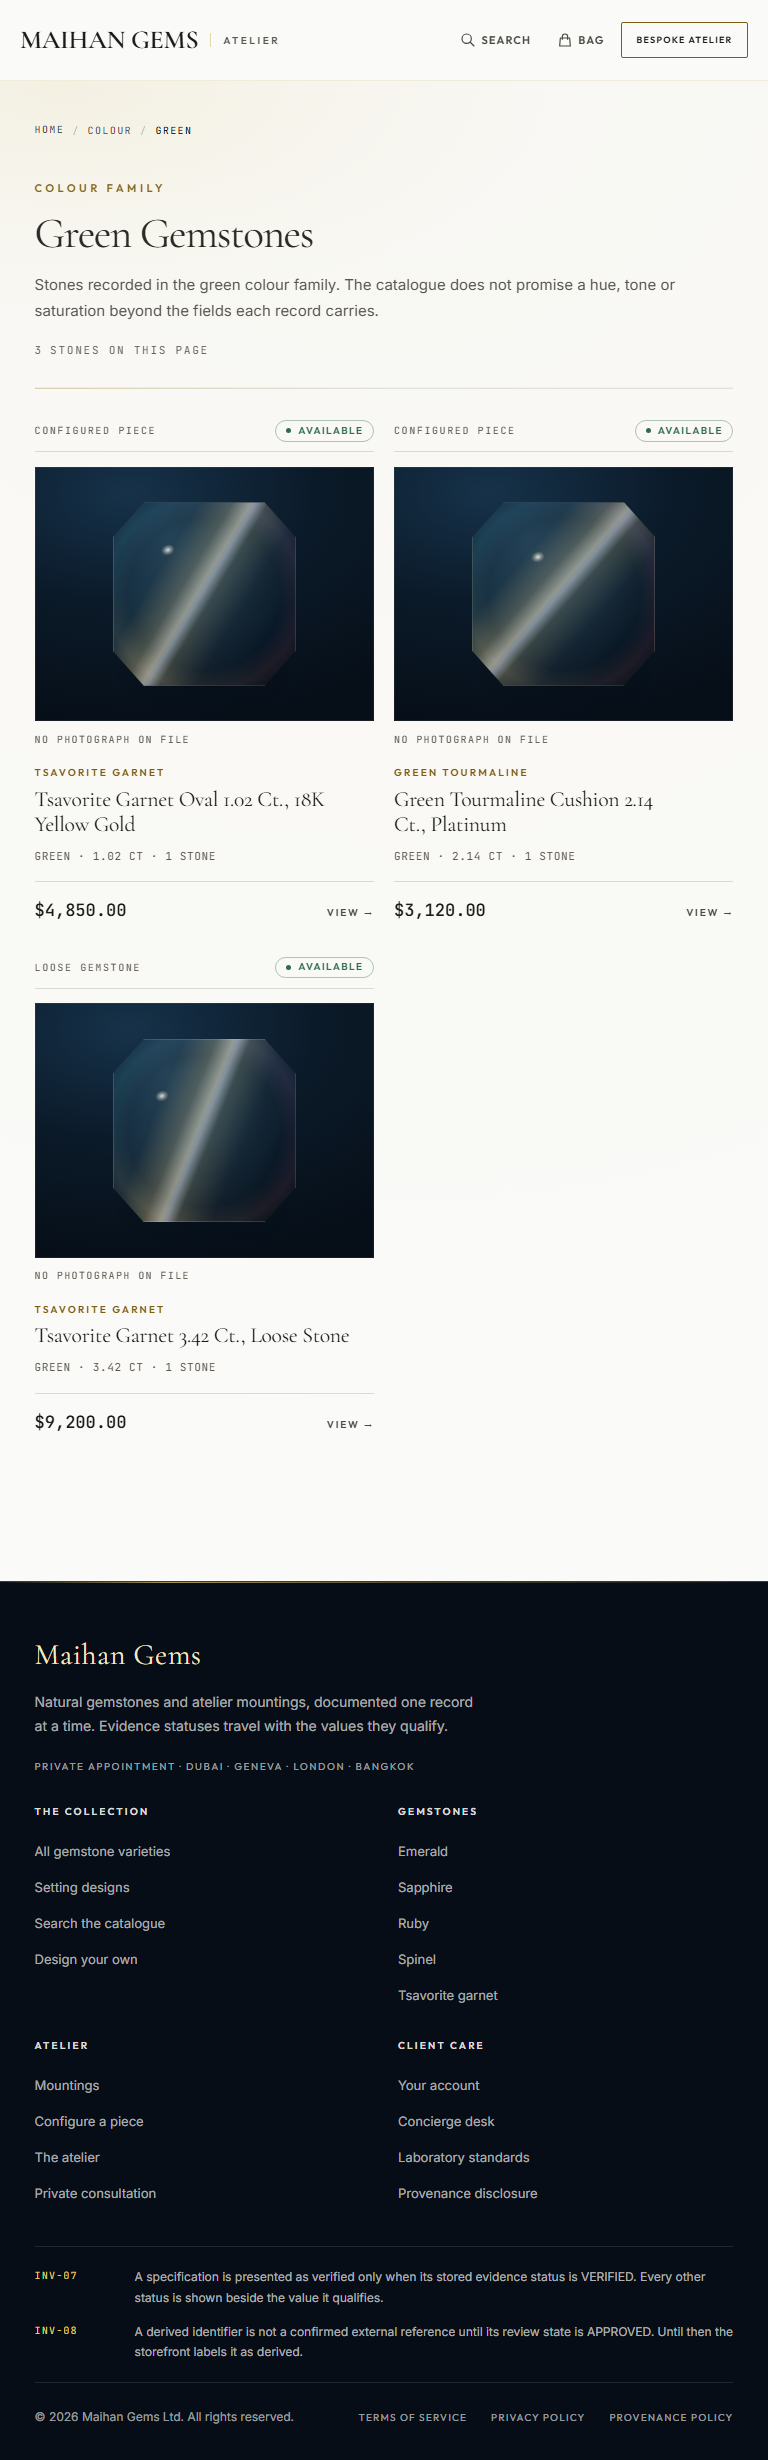 MAIHAN GEMS
ATELIER
SEARCH
BAG
BESPOKE ATELIER
HOME / COLOUR / GREEN
COLOUR FAMILY
Green Gemstones
Stones recorded in the green colour family. The catalogue does not promise a hue, tone or
saturation beyond the fields each record carries.
3 STONES ON THIS PAGE
CONFIGURED PIECE
AVAILABLE
NO PHOTOGRAPH ON FILE
TSAVORITE GARNET
Tsavorite Garnet Oval 1.02 Ct., 18K
Yellow Gold
GREEN · 1.02 CT · 1 STONE
$4,850.00
VIEW →
CONFIGURED PIECE
AVAILABLE
NO PHOTOGRAPH ON FILE
GREEN TOURMALINE
Green Tourmaline Cushion 2.14
Ct., Platinum
GREEN · 2.14 CT · 1 STONE
$3,120.00
VIEW →
LOOSE GEMSTONE
AVAILABLE
NO PHOTOGRAPH ON FILE
TSAVORITE GARNET
Tsavorite Garnet 3.42 Ct., Loose Stone
GREEN · 3.42 CT · 1 STONE
$9,200.00
VIEW →
Maihan Gems
Natural gemstones and atelier mountings, documented one record
at a time. Evidence statuses travel with the values they qualify.
PRIVATE APPOINTMENT · DUBAI · GENEVA · LONDON · BANGKOK
THE COLLECTION
All gemstone varieties
Setting designs
Search the catalogue
Design your own
GEMSTONES
Emerald
Sapphire
Ruby
Spinel
Tsavorite garnet
ATELIER
Mountings
Configure a piece
The atelier
Private consultation
CLIENT CARE
Your account
Concierge desk
Laboratory standards
Provenance disclosure
INV-07
A specification is presented as verified only when its stored evidence status is VERIFIED. Every other
status is shown beside the value it qualifies.
INV-08
A derived identifier is not a confirmed external reference until its review state is APPROVED. Until then the
storefront labels it as derived.
© 2026 Maihan Gems Ltd. All rights reserved.
TERMS OF SERVICE
PRIVACY POLICY
PROVENANCE POLICY